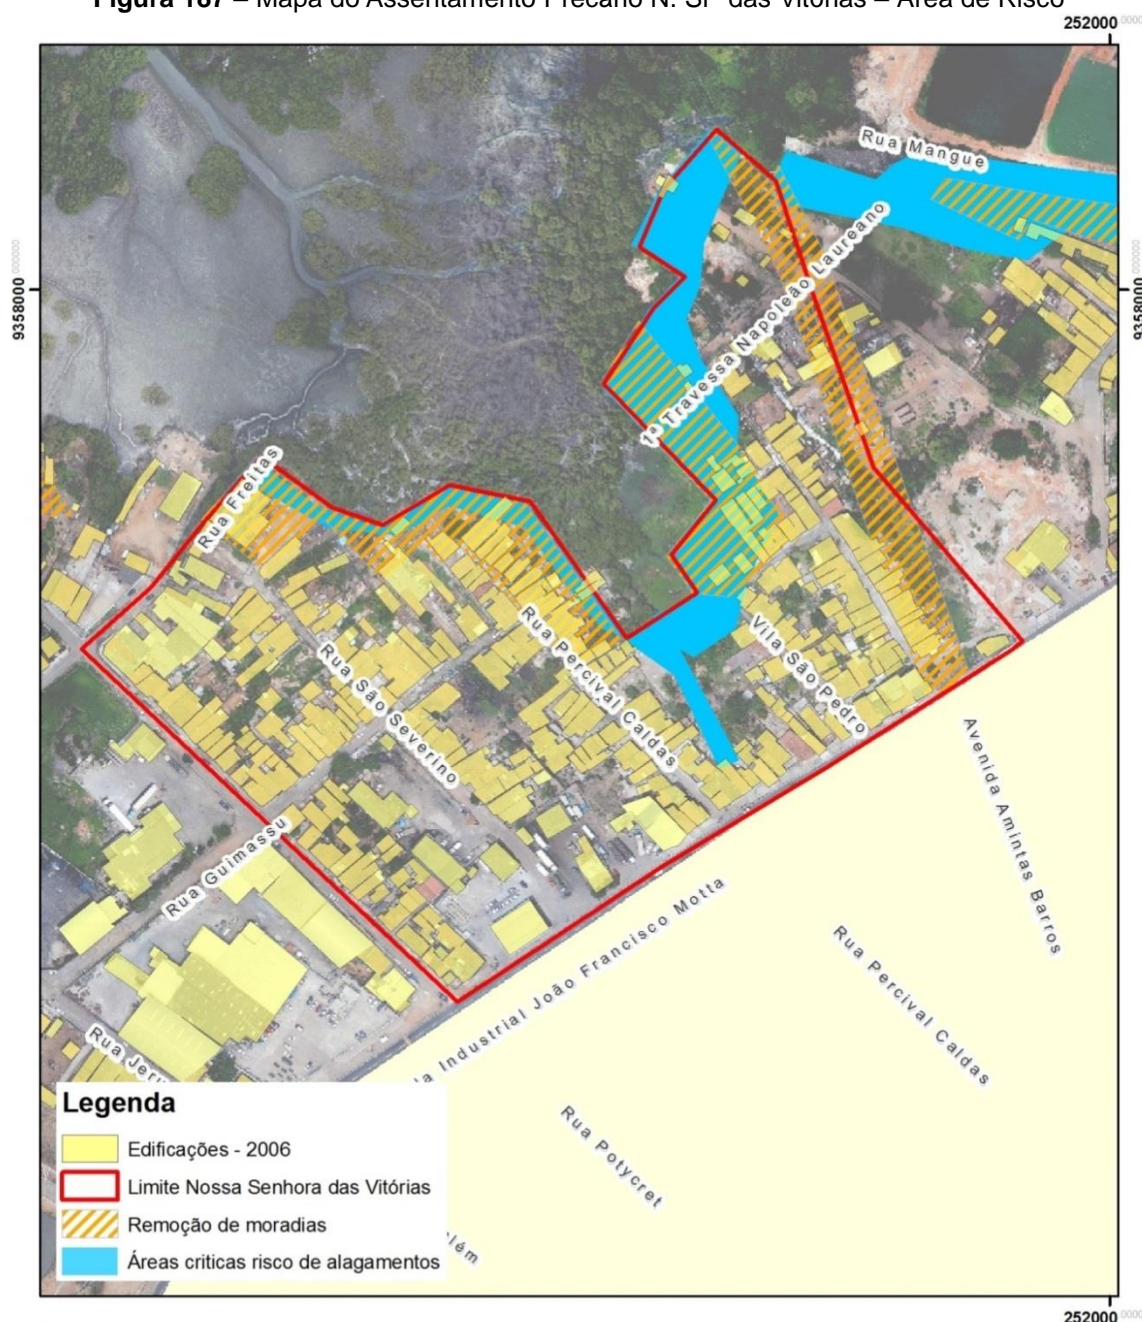 Figura 187 – Mapa do Assentamento Precário N. Srª das Vitórias – Área de Risco
252000
9358000
9358000
Rua Mangue
1ª Travessa Napoleão Laureano
Rua Freitas
Rua São Severino
Rua Percival Caldas
Vila São Pedro
Avenida Amintas Barros
Rua Guimassu
Industrial João Francisco Motta
Rua Percival Caldas
Rua Potycret
Legenda
Edificações - 2006
Limite Nossa Senhora das Vitórias
Remoção de moradias
Áreas criticas risco de alagamentos
252000